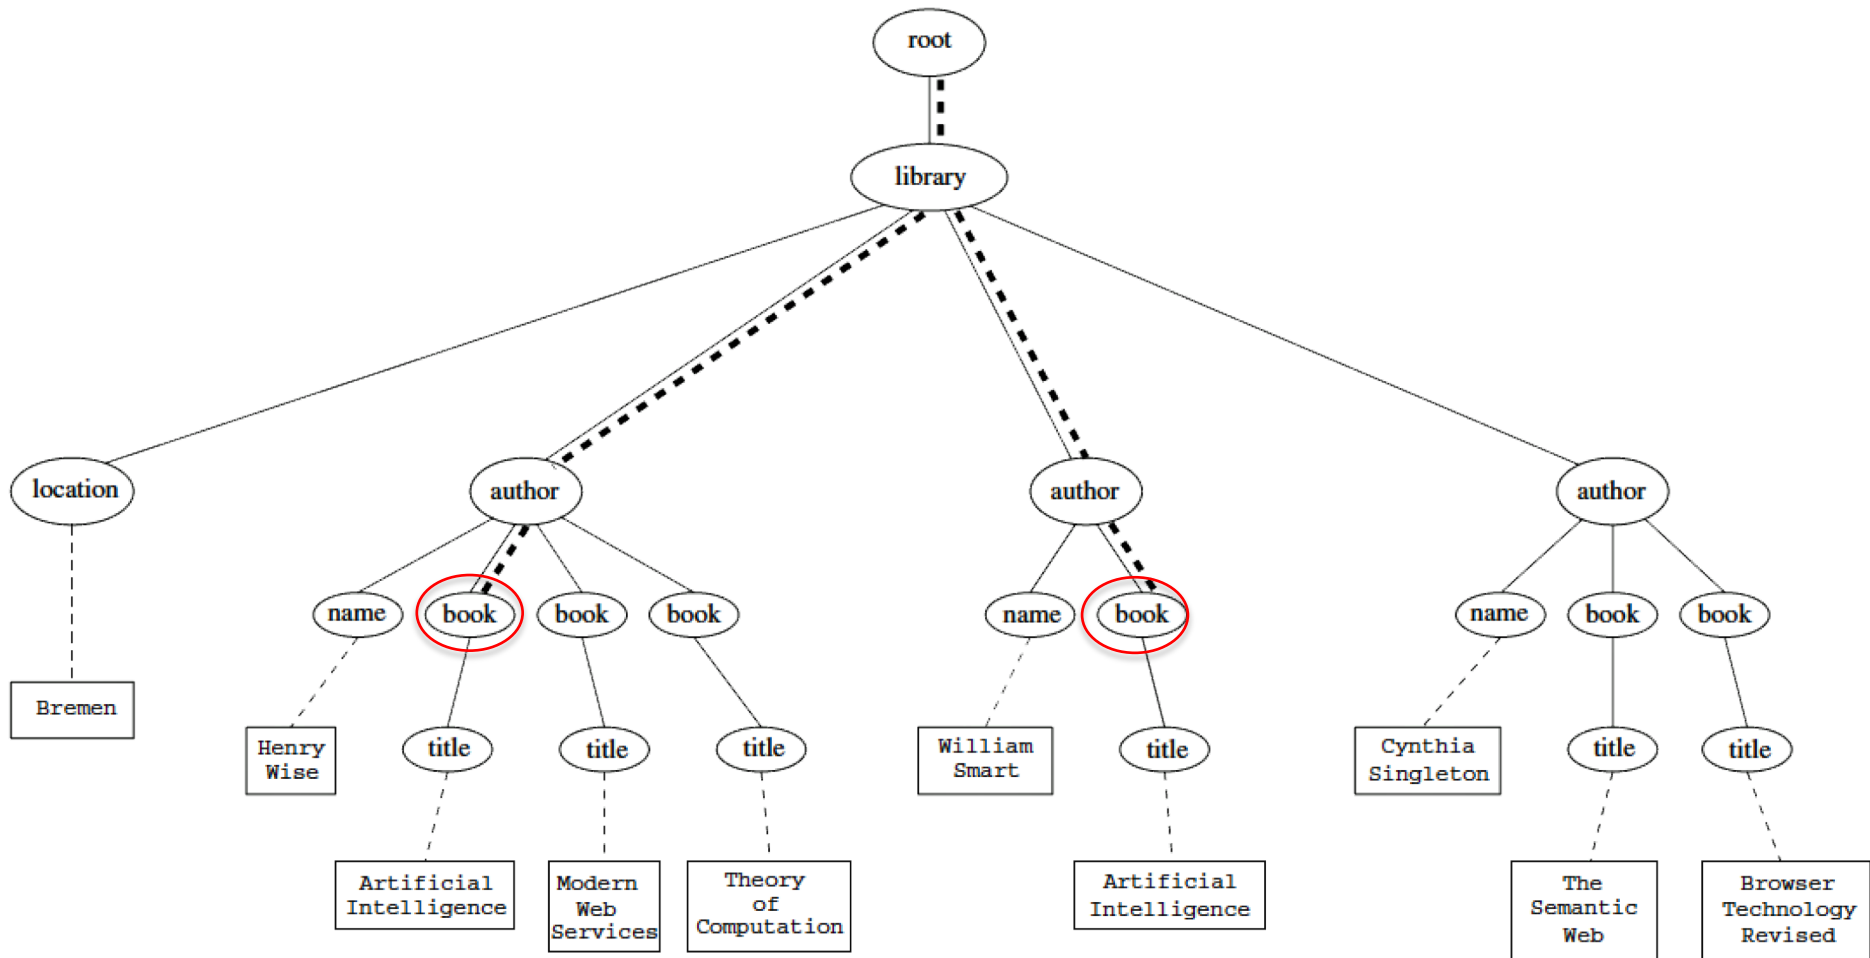 root
library
location
author
author
author
name
book
book
book
name
book
name
book
book
Bremen
Henry
Wise
title
title
title
William
Smart
title
Cynthia
Singleton
title
title
Artificial
Intelligence
Modern
Web
Services
Theory
of
Computation
Artificial
Intelligence
The
Semantic
Web
Browser
Technology
Revised